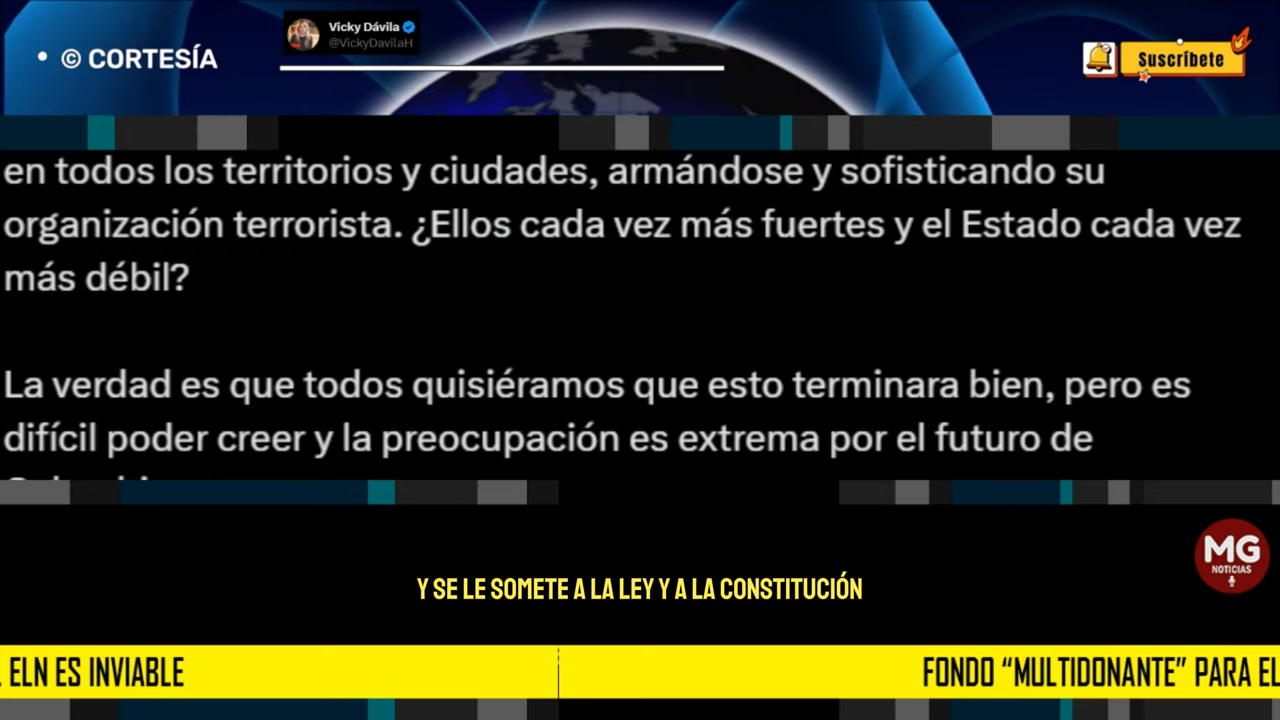 Vicky Dávila
@VickyDavilaH
• © CORTESÍA
Suscríbete
en todos los territorios y ciudades, armándose y sofisticando su
organización terrorista. ¿Ellos cada vez más fuertes y el Estado cada vez
más débil?
La verdad es que todos quisiéramos que esto terminara bien, pero es
difícil poder creer y la preocupación es extrema por el futuro de
MG
NOTICIAS
Y SE LE SOMETE A LA LEY Y A LA CONSTITUCIÓN
ELN ES INVIABLE
FONDO “MULTIDONANTE” PARA EL